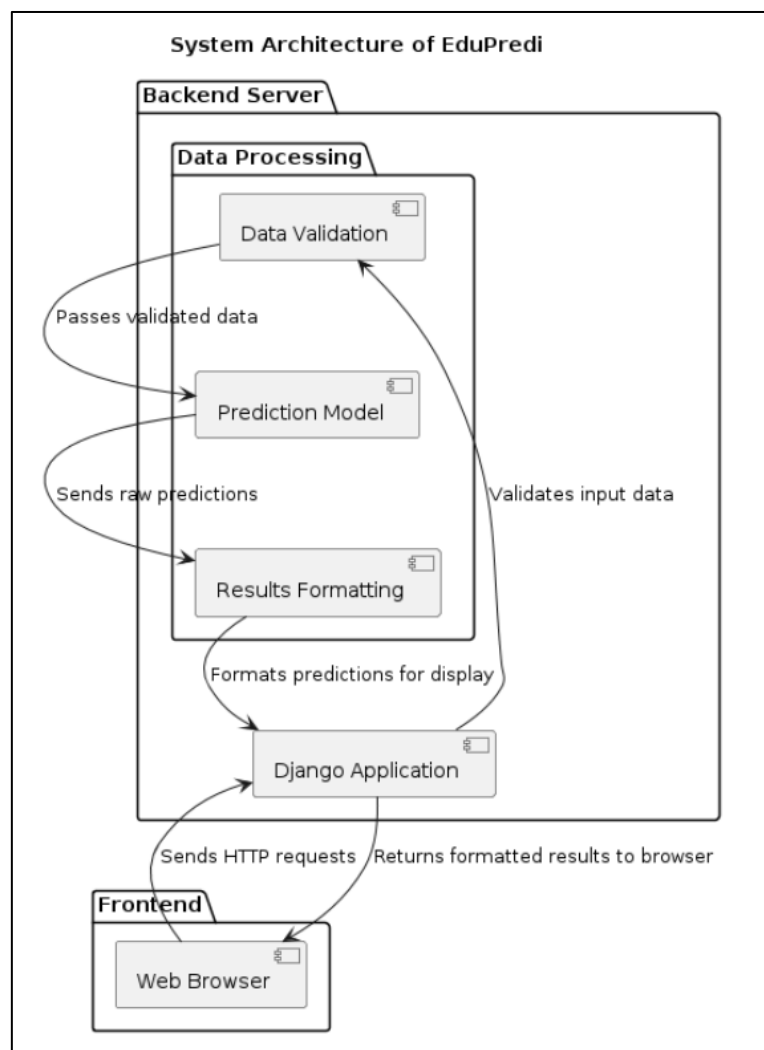 System Architecture of EduPredi
Backend Server
Data Processing
Data Validation
Passes validated data
Prediction Model
Sends raw predictions
Validates input data
Results Formatting
Formats predictions for display
Django Application
Sends HTTP requests
Returns formatted results to browser
Frontend
Web Browser